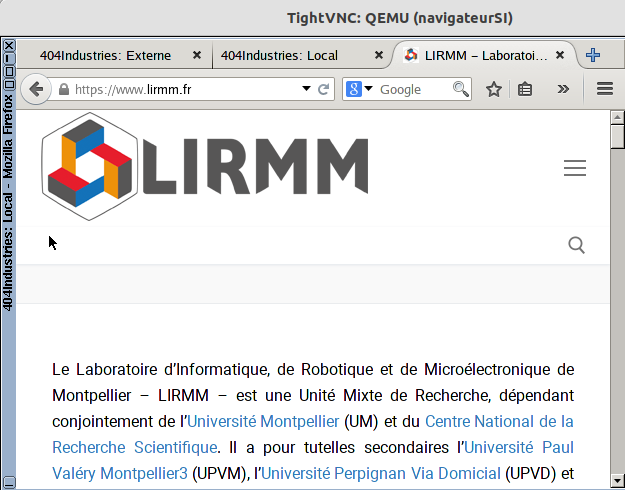 TightVNC: QEMU (navigateurSI)
404Industries: Local - Mozilla Firefox
404Industries: Externe
404Industries: Local
LIRMM – Laboratoi…
https://www.lirmm.fr
Google
LIRMM
Le Laboratoire d’Informatique, de Robotique et de Microélectronique de
Montpellier – LIRMM – est une Unité Mixte de Recherche, dépendant
conjointement de l’Université Montpellier (UM) et du Centre National de la
Recherche Scientifique. Il a pour tutelles secondaires l’Université Paul
Valéry Montpellier3 (UPVM), l’Université Perpignan Via Domicial (UPVD) et